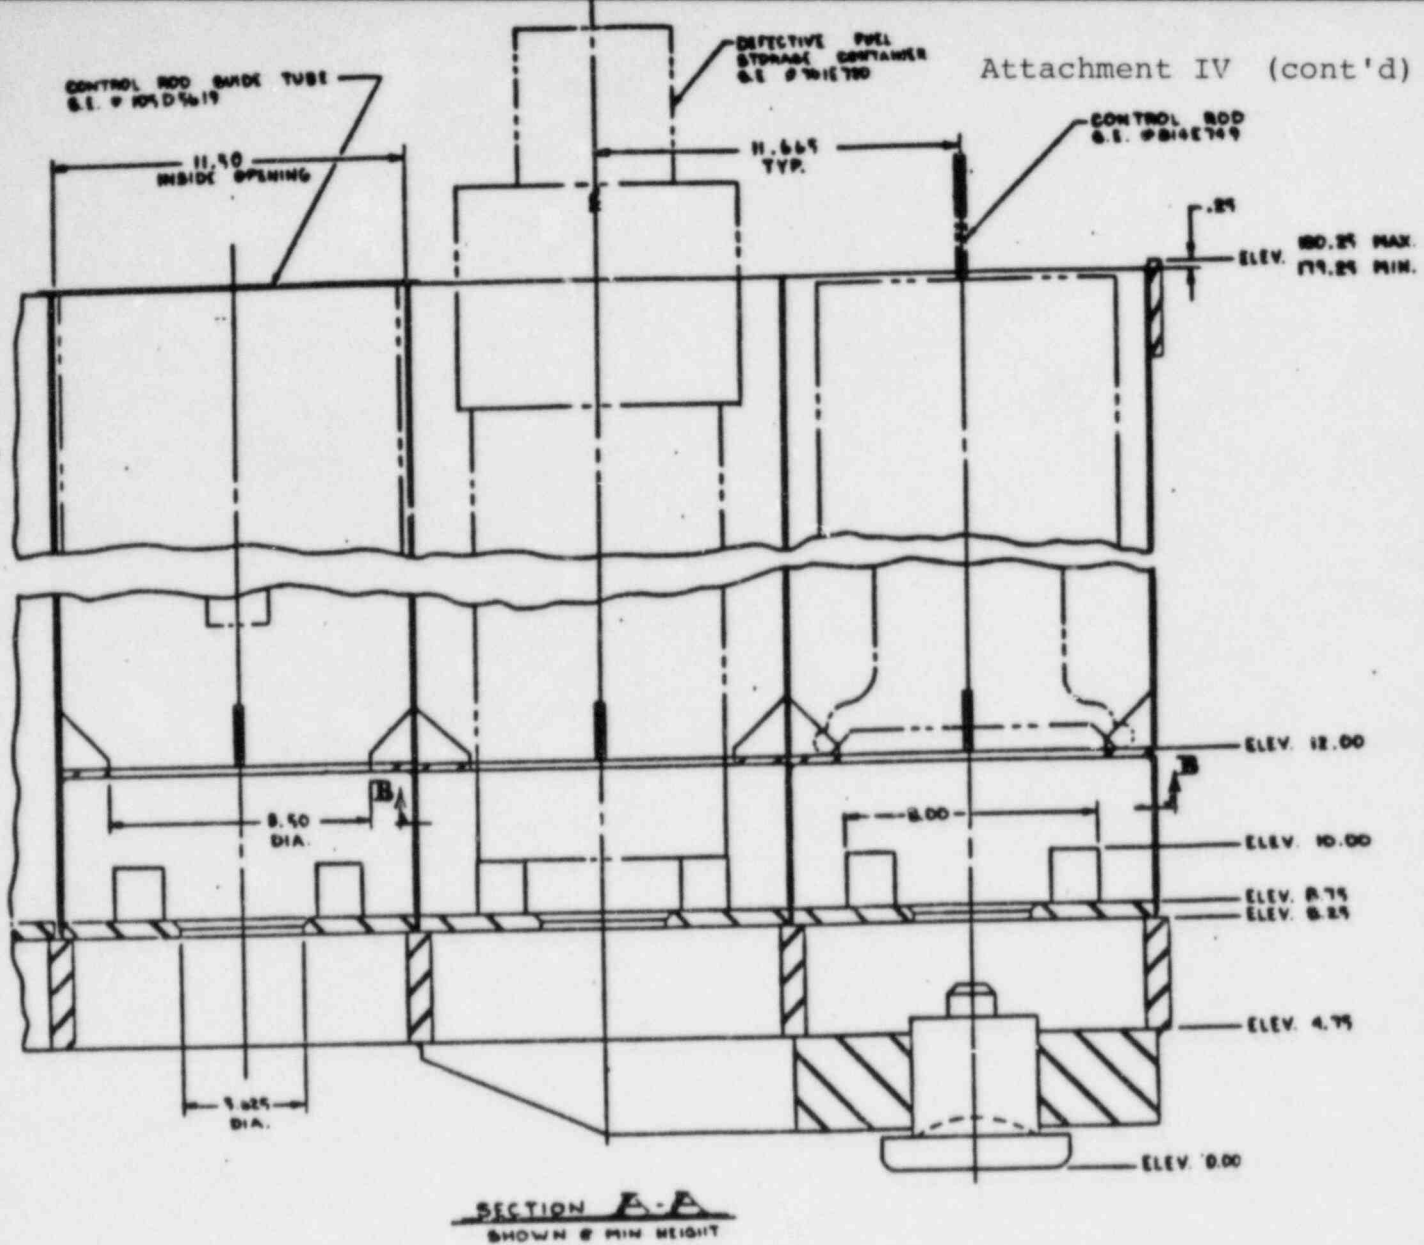 Attachment IV (cont'd)
CONTROL ROD GUIDE TUBE
G.E. # 105D5619
DEFECTIVE FUEL
STORAGE CONTAINER
G.E. #
CONTROL ROD
G.E. #
11.50
INSIDE OPENING
11.665
TYP.
.25
ELEV. 180.25 MAX.
179.25 MIN.
ELEV. 12.00
B
B
8.50
DIA.
8.00
ELEV. 10.00
ELEV. 8.75
ELEV. 8.25
ELEV. 4.75
DIA.
ELEV. 0.00
SECTION A-A
SHOWN @ MIN HEIGHT